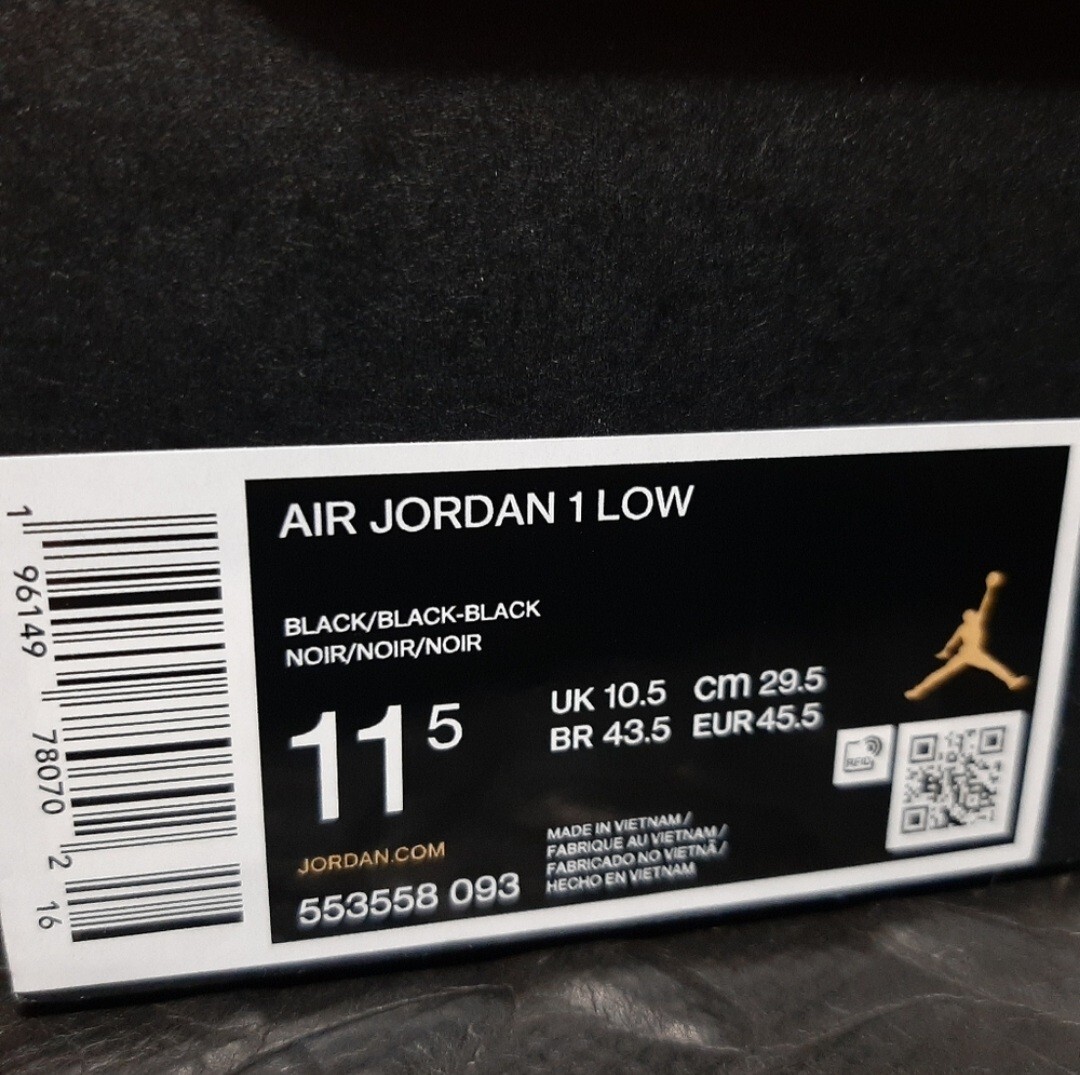 AIR JORDAN 1 LOW
BLACK/BLACK-BLACK
NOIR/NOIR/NOIR
11 5
UK 10.5 cm 29.5
BR 43.5 EUR 45.5
RFID
JORDAN.COM
553558 093
MADE IN VIETNAM /
FABRIQUE AU VIETNAM /
FABRICADO NO VIETNÃ /
HECHO EN VIETNAM
1 96149 78070 2 16